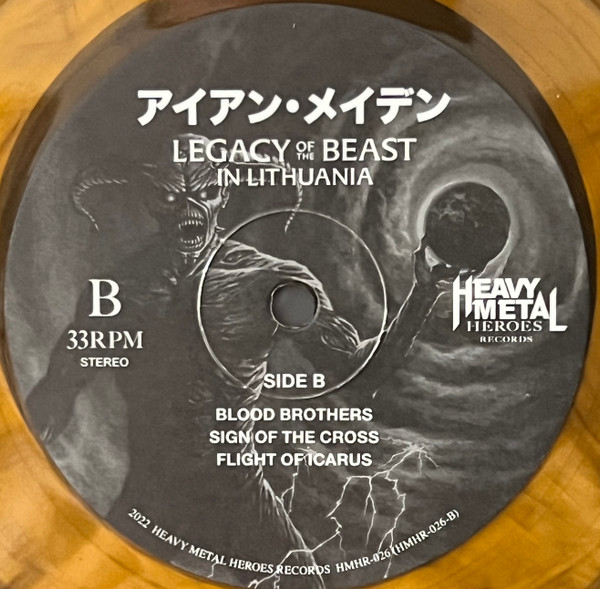 アイアン・メイデン
LEGACY OF THE BEAST
IN LITHUANIA
B
33RPM
STEREO
HEAVY
METAL
HEROES
RECORDS
SIDE B
BLOOD BROTHERS
SIGN OF THE CROSS
FLIGHT OF ICARUS
2022 HEAVY METAL HEROES RECORDS HMHR-026 (HMHR-026-B)